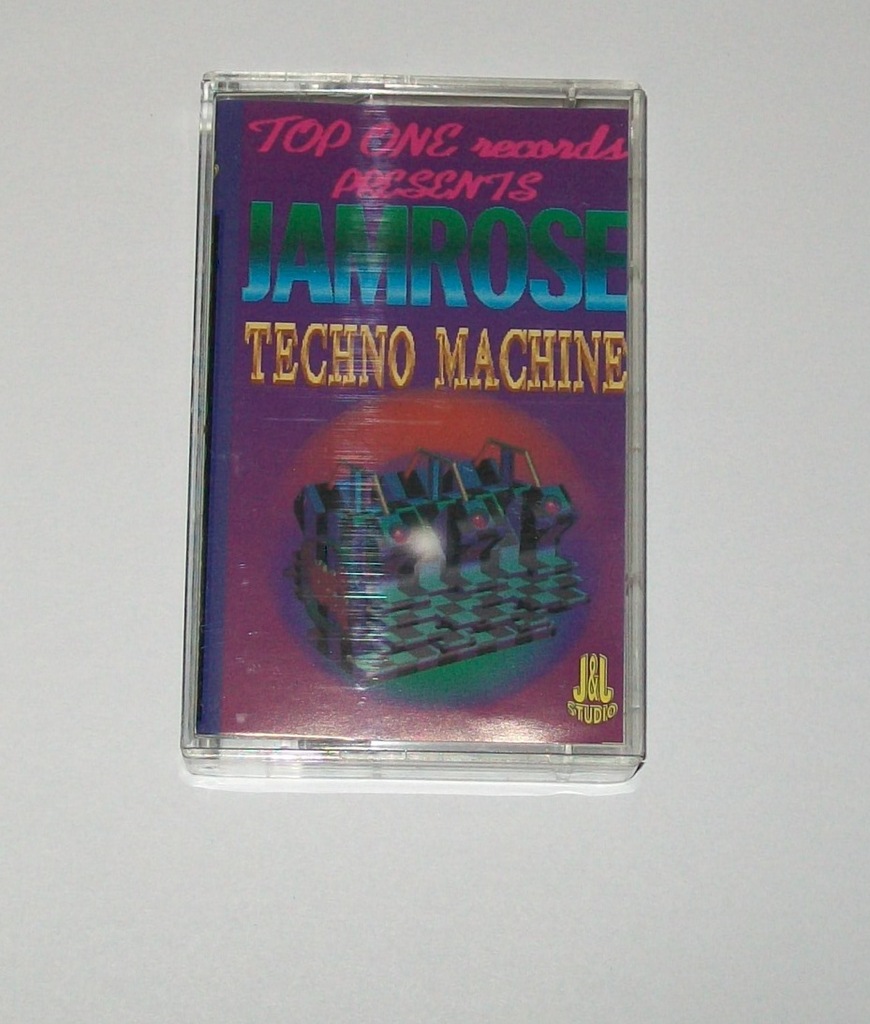 TOP ONE records
PRESENTS
JAMROSE
TECHNO MACHINE
J&L
STUDIO